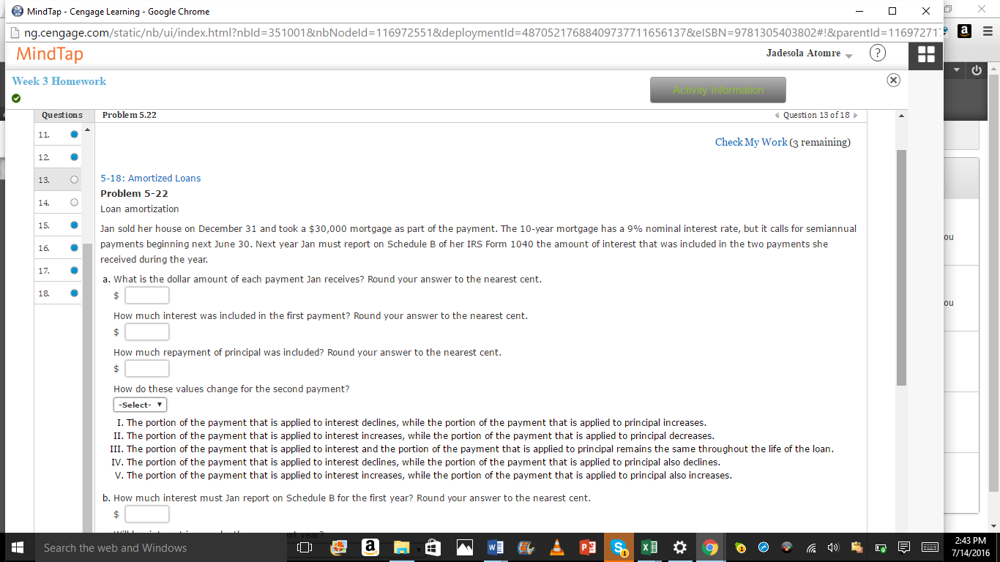 MindTap - Cengage Learning - Google Chrome
ng.cengage.com/static/nb/ui/index.html?nbId=351001&nbNodeId=116972551&deploymentId=48705217688409737711656137&eISBN=9781305403802#!&parentId=11697271
MindTap
Jadesola Atomre
?
Week 3 Homework
Activity Information
Questions
Problem 5.22
Question 13 of 18
11.
Check My Work (3 remaining)
12.
13.
5-18: Amortized Loans
Problem 5-22
14.
Loan amortization
15.
Jan sold her house on December 31 and took a $30,000 mortgage as part of the payment. The 10-year mortgage has a 9% nominal interest rate, but it calls for semiannual
16.
payments beginning next June 30. Next year Jan must report on Schedule B of her IRS Form 1040 the amount of interest that was included in the two payments she
received during the year.
17.
a. What is the dollar amount of each payment Jan receives? Round your answer to the nearest cent.
18.
$
How much interest was included in the first payment? Round your answer to the nearest cent.
$
How much repayment of principal was included? Round your answer to the nearest cent.
$
How do these values change for the second payment?
-Select-
I. The portion of the payment that is applied to interest declines, while the portion of the payment that is applied to principal increases.
II. The portion of the payment that is applied to interest increases, while the portion of the payment that is applied to principal decreases.
III. The portion of the payment that is applied to interest and the portion of the payment that is applied to principal remains the same throughout the life of the loan.
IV. The portion of the payment that is applied to interest declines, while the portion of the payment that is applied to principal also declines.
V. The portion of the payment that is applied to interest increases, while the portion of the payment that is applied to principal also increases.
b. How much interest must Jan report on Schedule B for the first year? Round your answer to the nearest cent.
$
ou
ou
Search the web and Windows
2:43 PM
7/14/2016